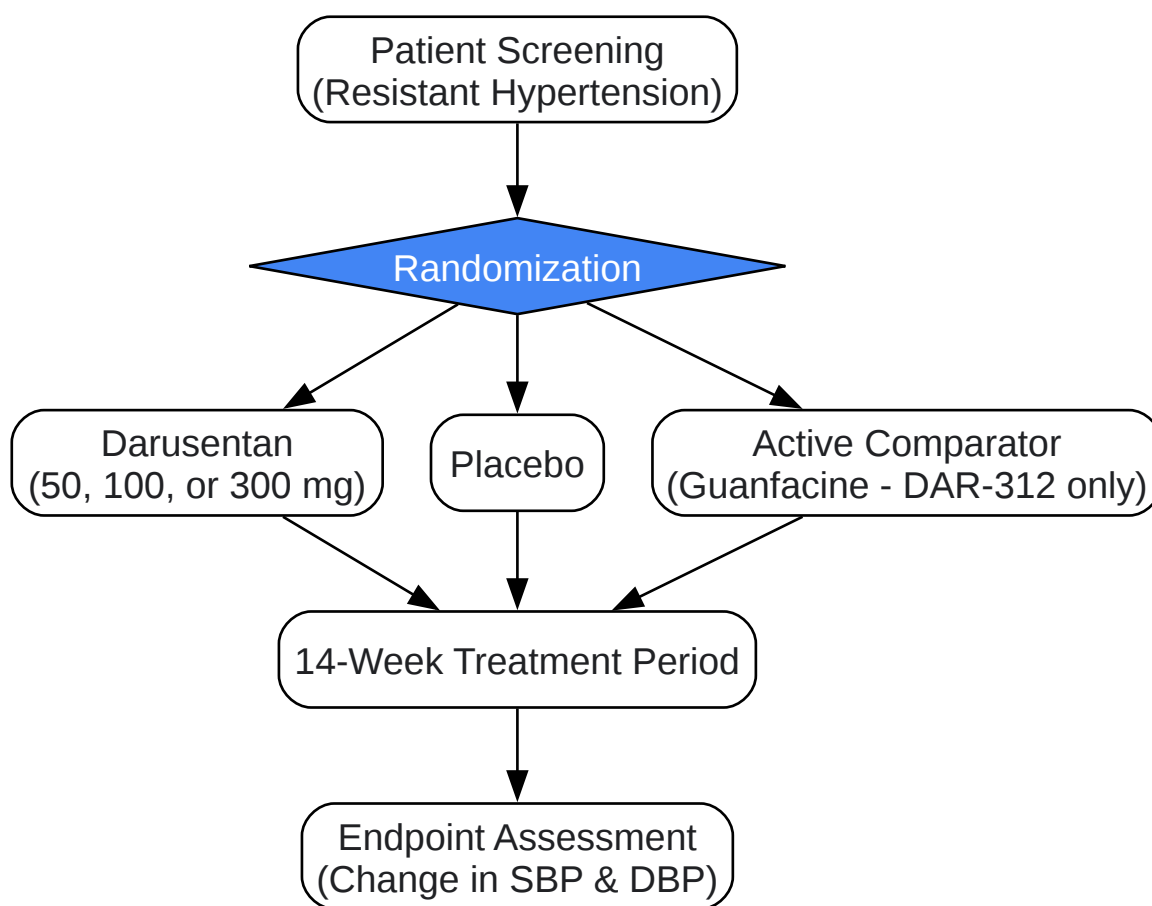 Patient Screening
(Resistant Hypertension)
Randomization
Darusentan
(50, 100, or 300 mg)
Placebo
Active Comparator
(Guanfacine - DAR-312 only)
14-Week Treatment Period
Endpoint Assessment
(Change in SBP & DBP)